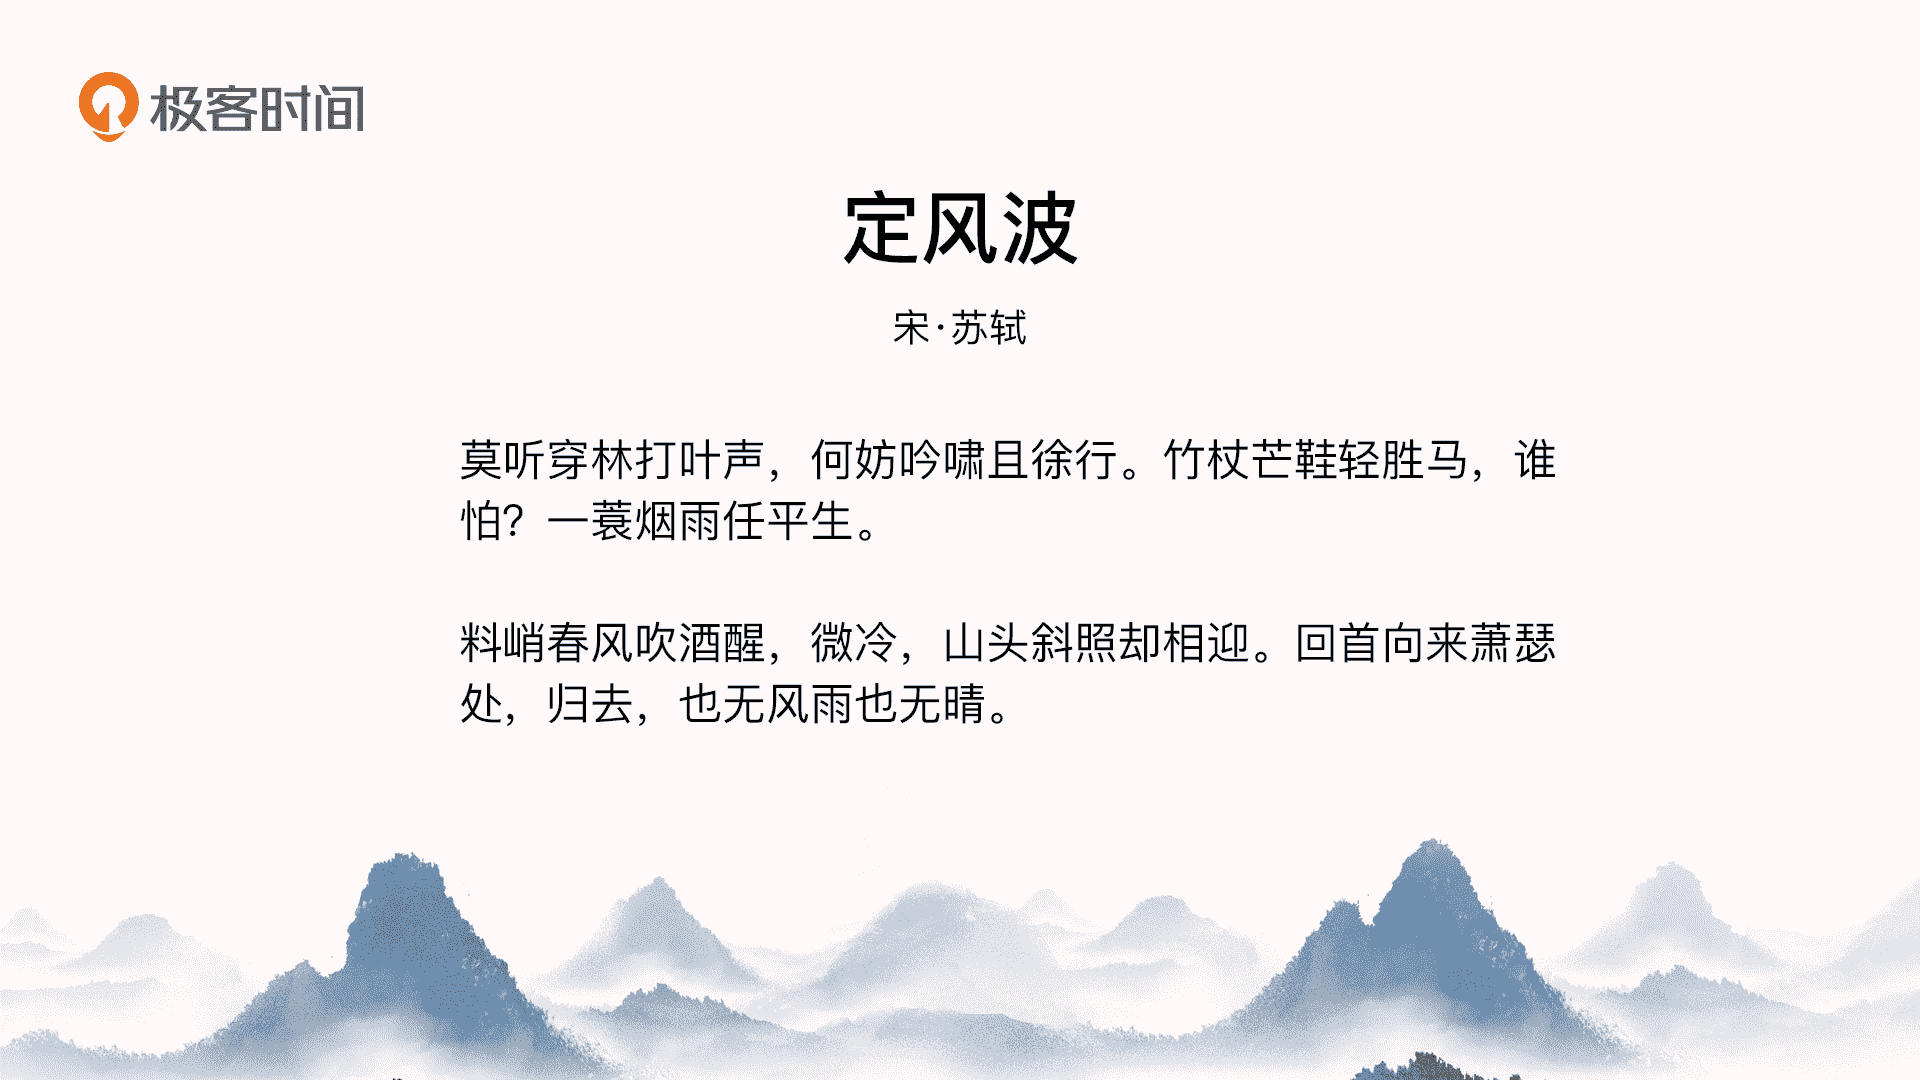 极客时间
定风波
宋·苏轼
莫听穿林打叶声，何妨吟啸且徐行。竹杖芒鞋轻胜马，谁
怕？一蓑烟雨任平生。
料峭春风吹酒醒，微冷，山头斜照却相迎。回首向来萧瑟
处，归去，也无风雨也无晴。